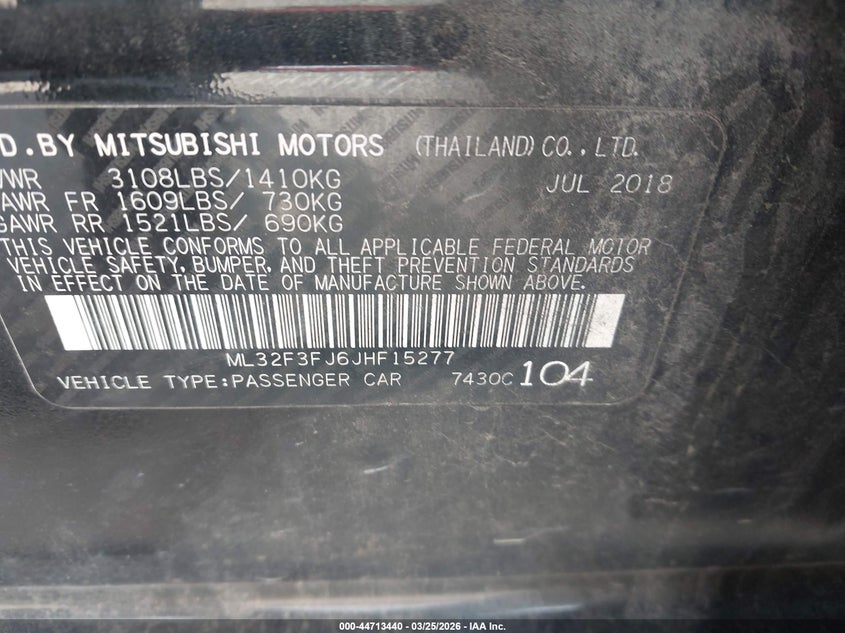 D.BY MITSUBISHI MOTORS (THAILAND) CO., LTD.
VWR 3108LBS/1410KG JUL 2018
AWR FR 1609LBS/ 730KG
GAWR RR 1521LBS/ 690KG
THIS VEHICLE CONFORMS TO ALL APPLICABLE FEDERAL MOTOR
VEHICLE SAFETY, BUMPER, AND THEFT PREVENTION STANDARDS
IN EFFECT ON THE DATE OF MANUFACTURE SHOWN ABOVE.
ML32F3FJ6JHF15277
VEHICLE TYPE:PASSENGER CAR 7430C 104
000-44713440 - 03/25/2026 - IAA Inc.